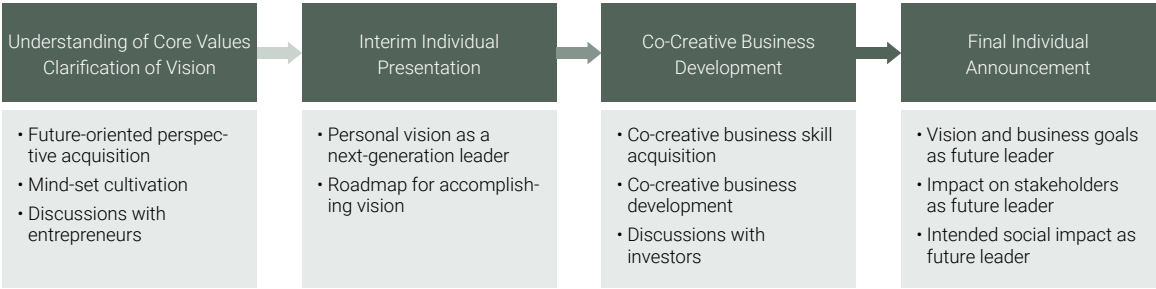 Understanding of Core Values
Clarification of Vision
• Future-oriented perspec-
tive acquisition
• Mind-set cultivation
• Discussions with
entrepreneurs
Interim Individual
Presentation
• Personal vision as a
next-generation leader
• Roadmap for accomplish-
ing vision
Co-Creative Business
Development
• Co-creative business skill
acquisition
• Co-creative business
development
• Discussions with
investors
Final Individual
Announcement
• Vision and business goals
as future leader
• Impact on stakeholders
as future leader
• Intended social impact as
future leader